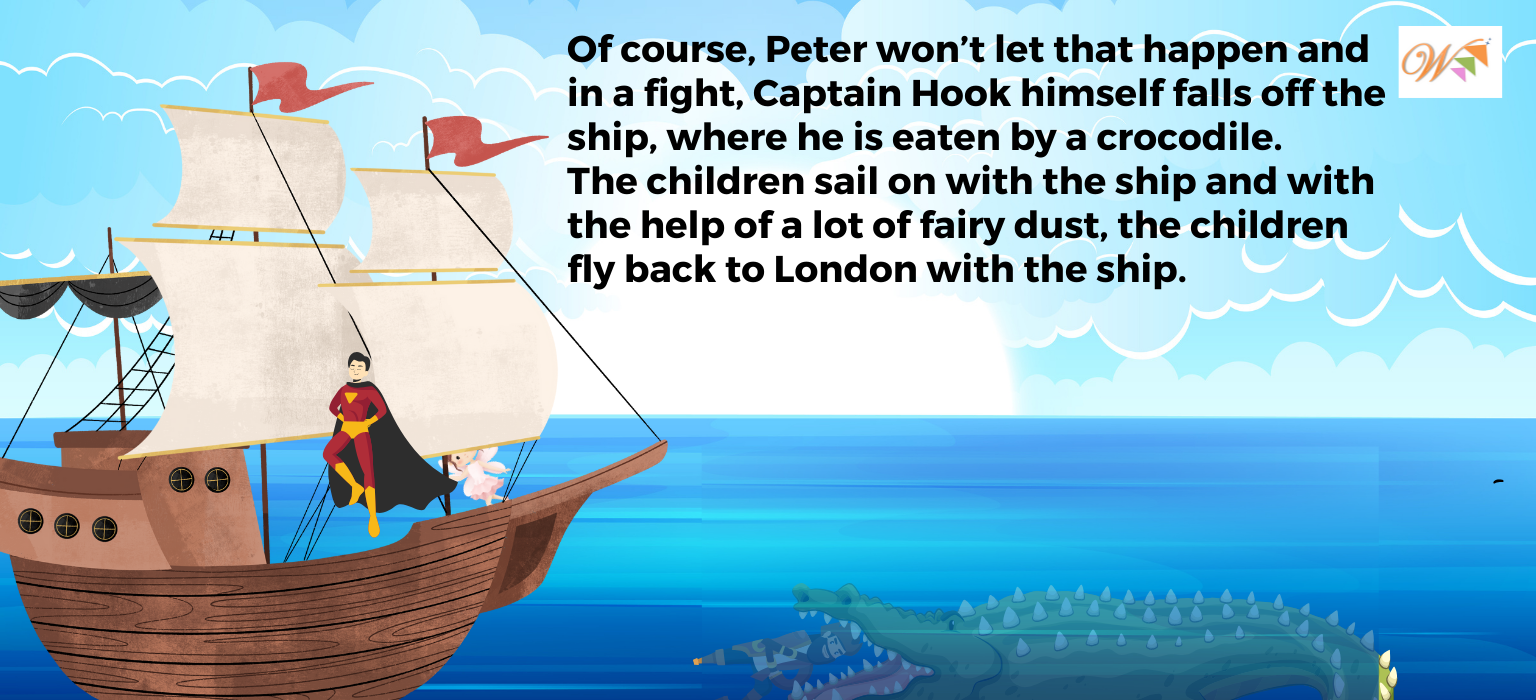 Of course, Peter won’t let that happen and
in a fight, Captain Hook himself falls off the
ship, where he is eaten by a crocodile.
The children sail on with the ship and with
the help of a lot of fairy dust, the children
fly back to London with the ship.
W